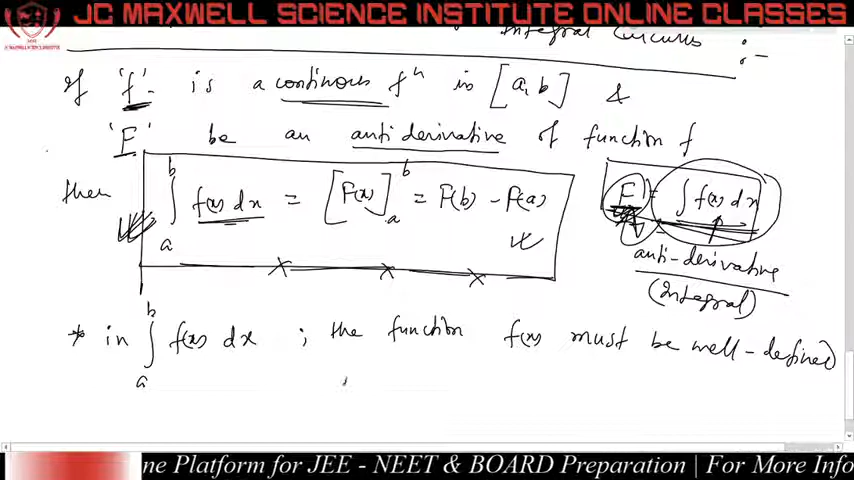 JC MAXWELL SCIENCE INSTITUTE ONLINE CLASSES
Integral Calculus :-
If 'f' is a continous fⁿ in [a, b] &
'F' be an antiderivative of function f
then ∫ₐᵇ f(x) dx = [F(x)]ₐᵇ = F(b) - F(a)
F = ∫ f(x) dx
anti-derivative
(Integral)
* in ∫ₐᵇ f(x) dx ; the function f(x) must be well-defined
ne Platform for JEE - NEET & BOARD Preparation | For More Info